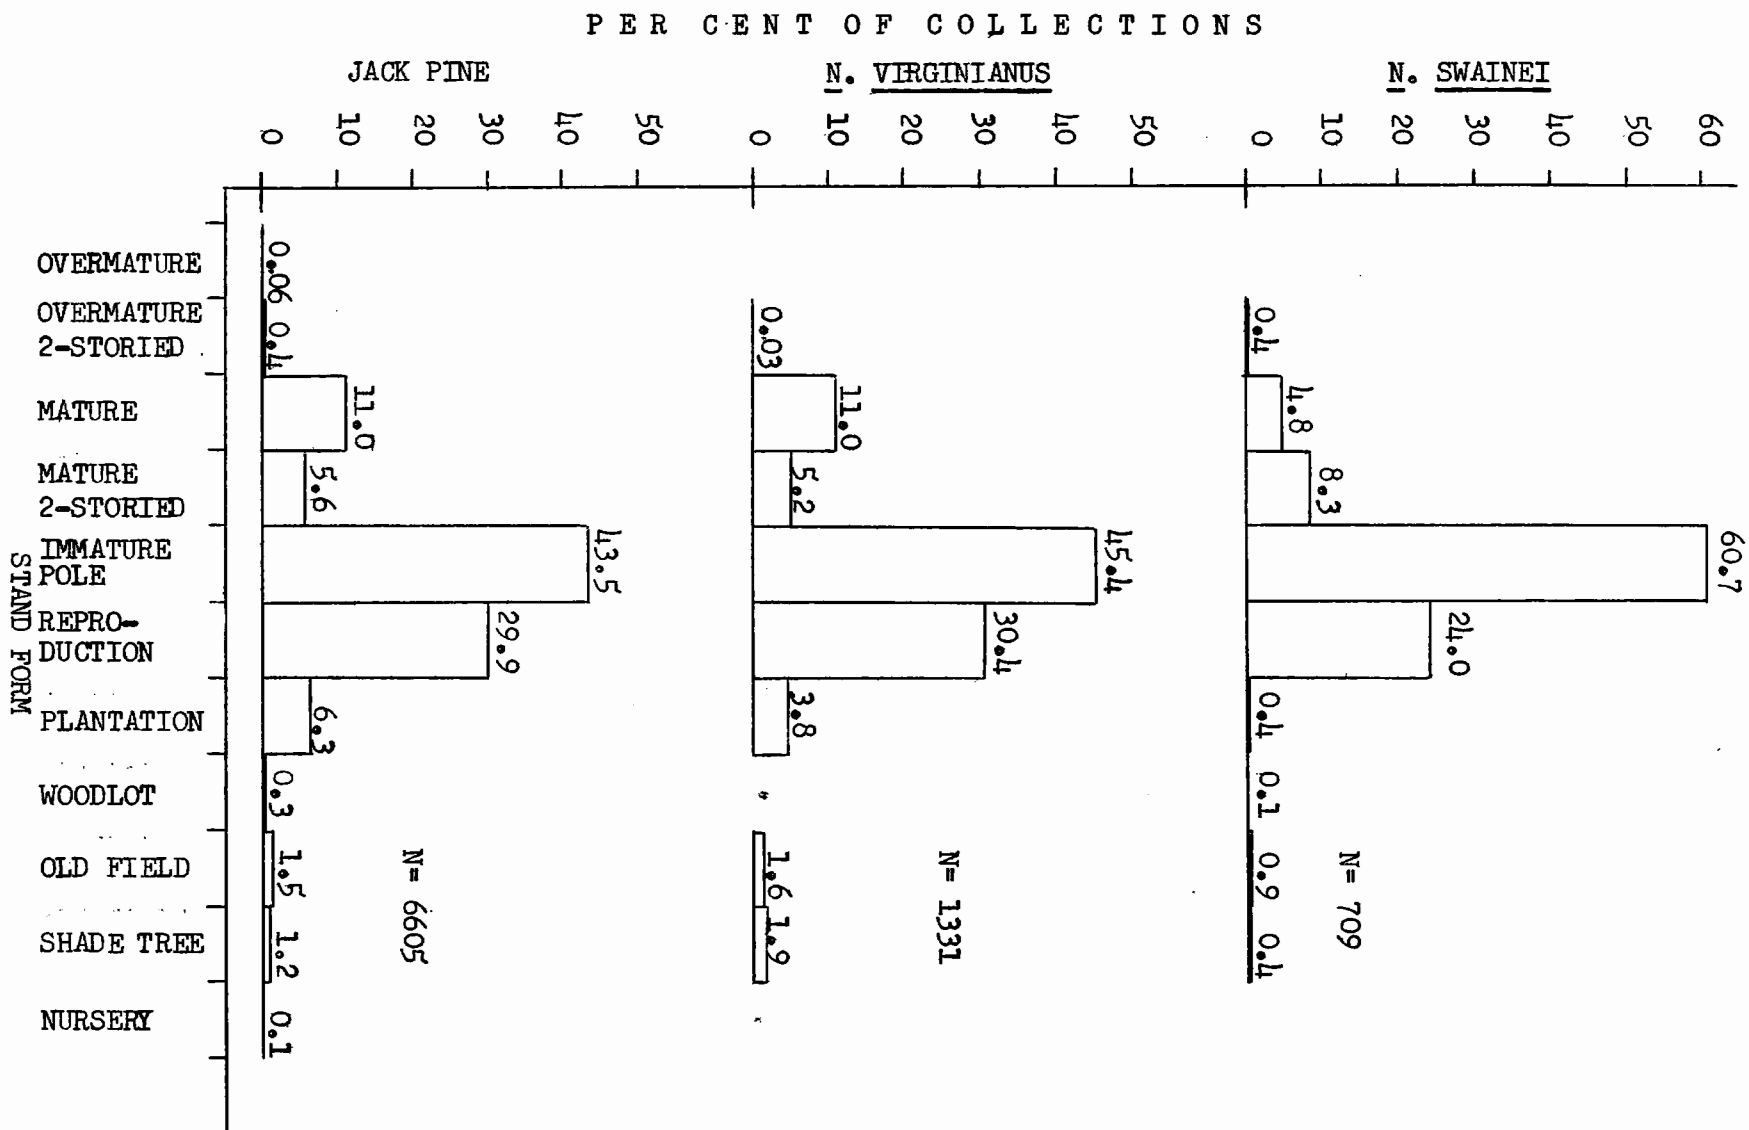 PER CENT OF COLLECTIONS
JACK PINE
N. VIRGINIANUS
N. SWAINEI
0 10 20 30 40 50
0 10 20 30 40 50
0 10 20 30 40 50 60
STAND FORM
OVERMATURE
0.06
OVERMATURE
2-STORIED
0.4
0.03
0.4
MATURE
11.0
11.0
4.8
MATURE
2-STORIED
5.6
5.2
8.3
IMMATURE
POLE
43.5
45.4
60.7
REPRO-
DUCTION
29.9
30.4
24.0
PLANTATION
6.3
3.8
0.4
WOODLOT
0.3
0.1
OLD FIELD
1.5
1.6
0.9
SHADE TREE
1.2
1.9
0.4
NURSERY
0.1
N= 6605
N= 1331
N= 709